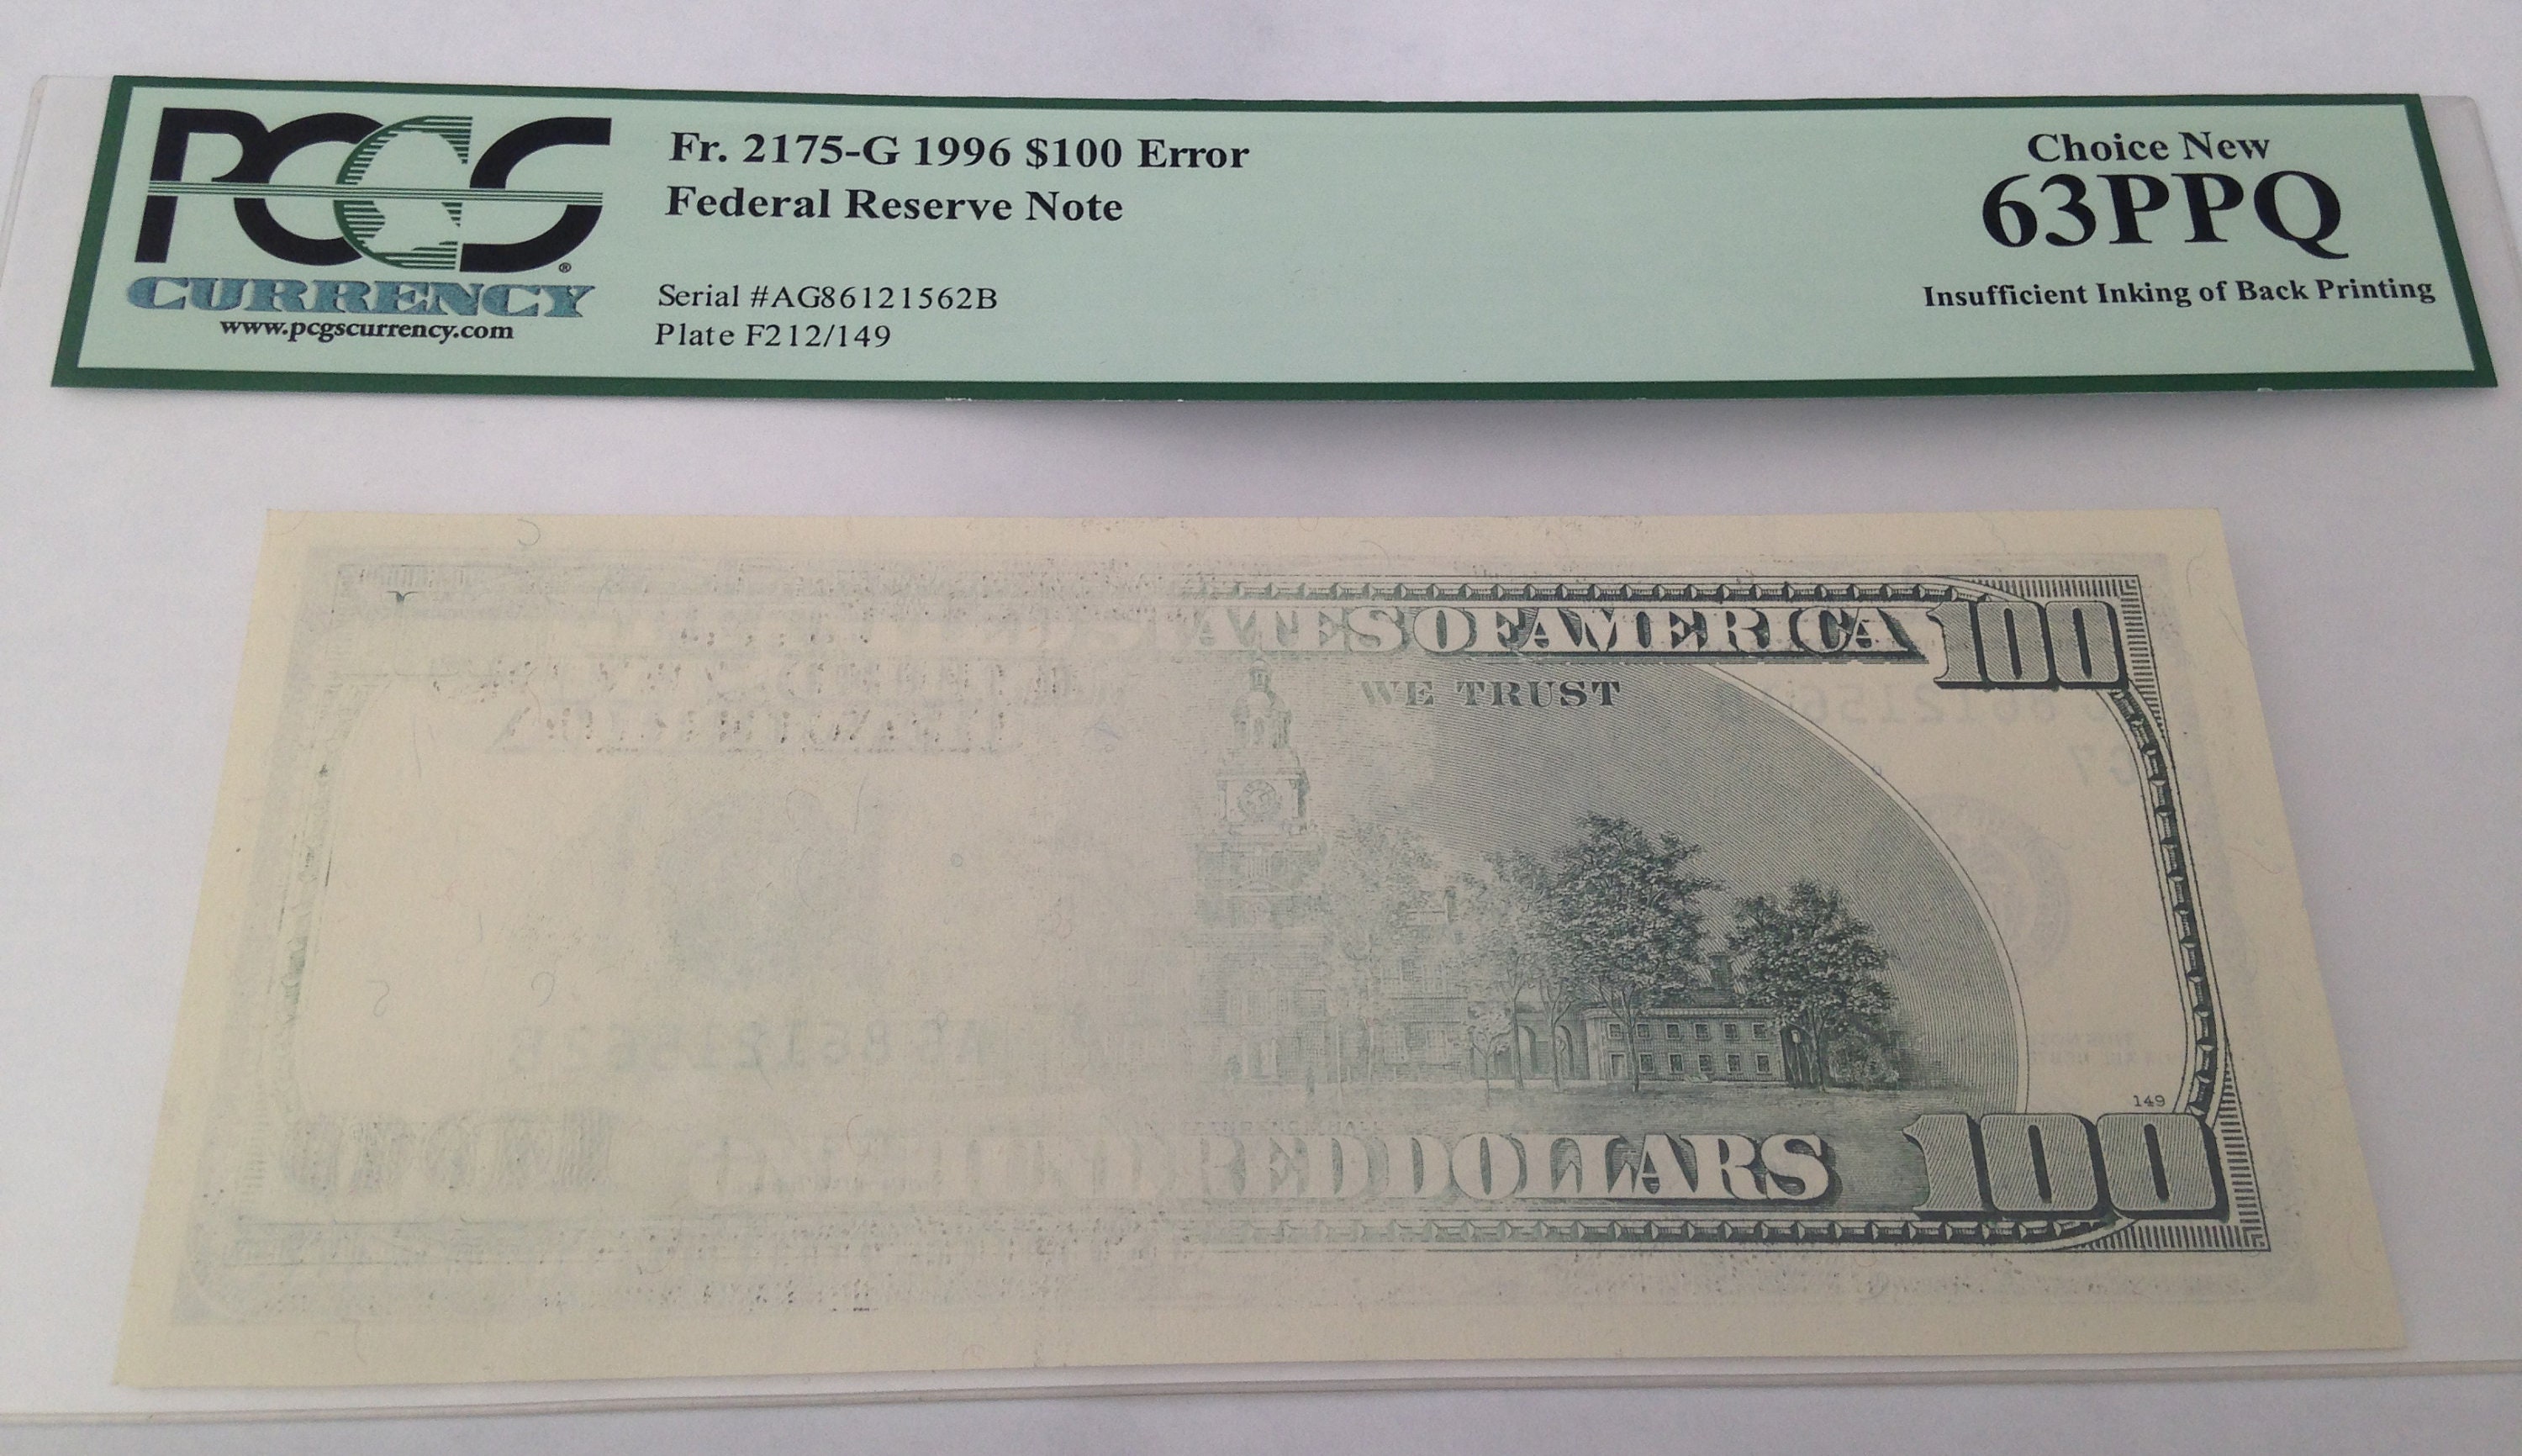 PCGS
CURRENCY
www.pcgscurrency.com
Fr. 2175-G 1996 $100 Error
Federal Reserve Note
Serial #AG86121562B
Plate F212/149
Choice New
63PPQ
Insufficient Inking of Back Printing
ATES OF AMERICA 100
WE TRUST
149
RED DOLLARS 100